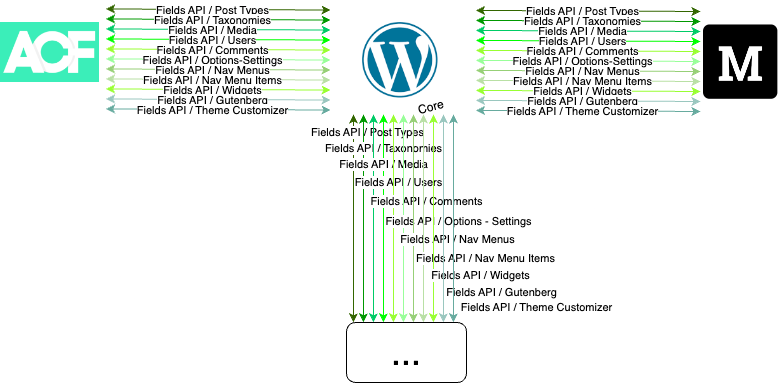 ACF
Fields API / Post Types
Fields API / Taxonomies
Fields API / Media
Fields API / Users
Fields API / Comments
Fields API / Options-Settings
Fields API / Nav Menus
Fields API / Nav Menu Items
Fields API / Widgets
Fields API / Gutenberg
Fields API / Theme Customizer
W
Core
Fields API / Post Types
Fields API / Taxonomies
Fields API / Media
Fields API / Users
Fields API / Comments
Fields API / Options-Settings
Fields API / Nav Menus
Fields API / Nav Menu Items
Fields API / Widgets
Fields API / Gutenberg
Fields API / Theme Customizer
M
Fields API / Post Types
Fields API / Taxonomies
Fields API / Media
Fields API / Users
Fields API / Comments
Fields API / Options - Settings
Fields API / Nav Menus
Fields API / Nav Menu Items
Fields API / Widgets
Fields API / Gutenberg
Fields API / Theme Customizer
...